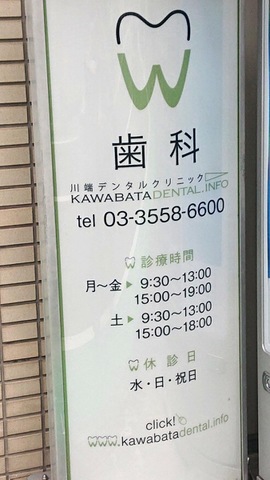 歯科
川端デンタルクリニック
KAWABATADENTAL.INFO
tel 03-3558-6600
診療時間
月～金▶ 9:30～13:00
15:00～19:00
土▶ 9:30～13:00
15:00～18:00
休診日
水・日・祝日
click!
www.kawabatadental.info